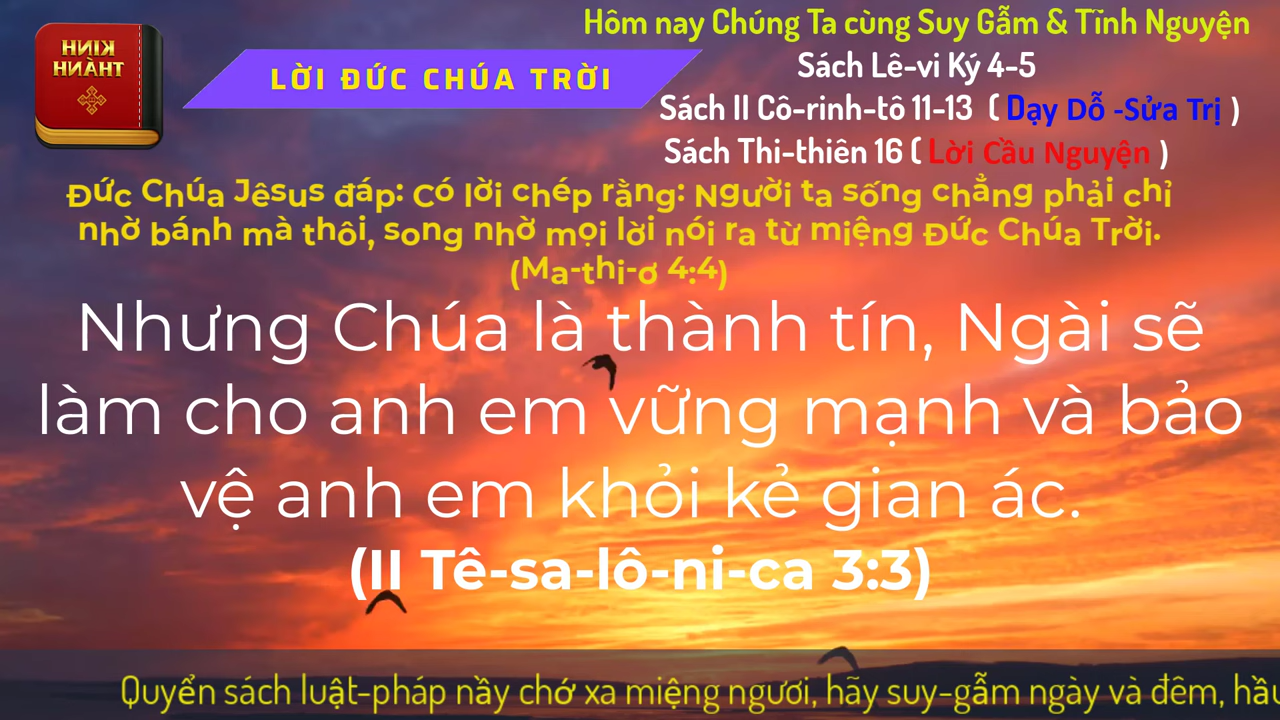 KINH
THÁNH
LỜI ĐỨC CHÚA TRỜI
Hôm nay Chúng Ta cùng Suy Gẫm & Tĩnh Nguyện
Sách Lê-vi Ký 4-5
Sách II Cô-rinh-tô 11-13 ( Dạy Dỗ -Sửa Trị )
Sách Thi-thiên 16 ( Lời Cầu Nguyện )
Đức Chúa Jêsus đáp: Có lời chép rằng: Người ta sống chẳng phải chỉ
nhờ bánh mà thôi, song nhờ mọi lời nói ra từ miệng Đức Chúa Trời.
(Ma-thi-ơ 4:4)
Nhưng Chúa là thành tín, Ngài sẽ
làm cho anh em vững mạnh và bảo
vệ anh em khỏi kẻ gian ác.
(II Tê-sa-lô-ni-ca 3:3)
Quyển sách luật-pháp nầy chớ xa miệng ngươi, hãy suy-gẫm ngày và đêm, hầu